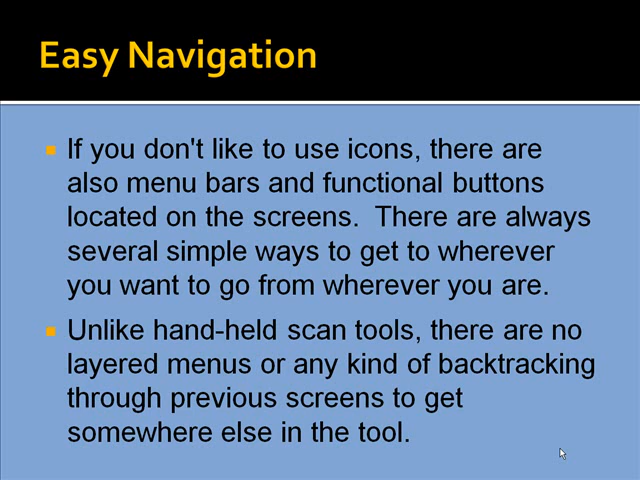 Easy Navigation
If you don't like to use icons, there are
also menu bars and functional buttons
located on the screens.  There are always
several simple ways to get to wherever
you want to go from wherever you are.
Unlike hand-held scan tools, there are no
layered menus or any kind of backtracking
through previous screens to get
somewhere else in the tool.